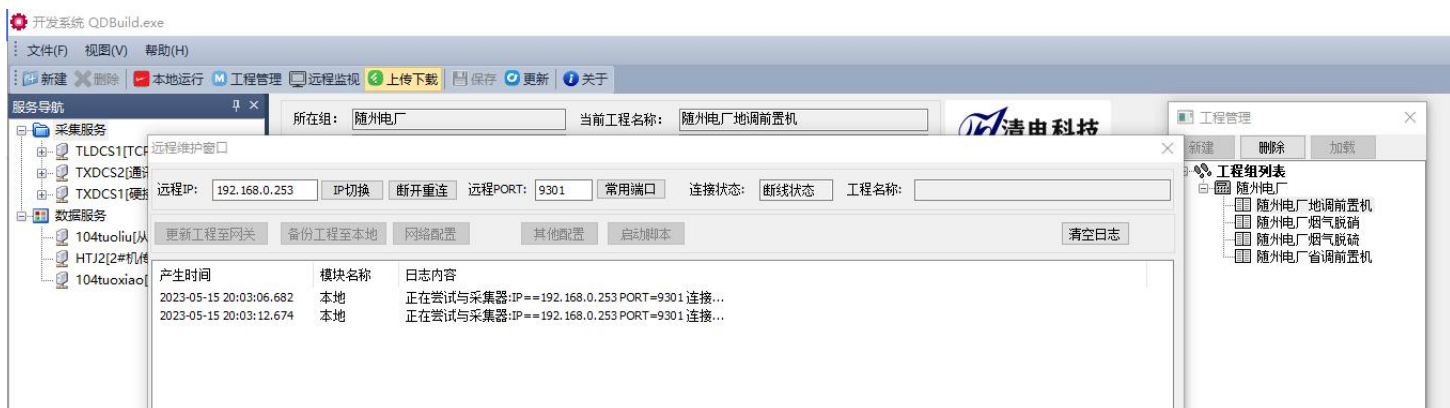 开发系统 QDBuild.exe
文件(F) 视图(V) 帮助(H)
新建 删除 本地运行 工程管理 远程监视 上传下载 保存 更新 关于
服务导航
采集服务
TLDCS1[TCP
TXDCS2[通讯
TXDCS1[硬接
数据服务
104tuoliu[从
HTJ2[2#机传
104tuoxiao[
所在组: 随州电厂 当前工程名称: 随州电厂地调前置机
清电科技
远程维护窗口
远程IP: 192.168.0.253 IP切换 断开重连 远程PORT: 9301 常用端口 连接状态: 断线状态 工程名称:
更新工程至网关 备份工程至本地 网络配置 其他配置 启动脚本 清空日志
产生时间 模块名称 日志内容
2023-05-15 20:03:06.682 本地 正在尝试与采集器:IP==192.168.0.253 PORT=9301 连接...
2023-05-15 20:03:12.674 本地 正在尝试与采集器:IP==192.168.0.253 PORT=9301 连接...
工程管理
新建 删除 加载
工程组列表
随州电厂
随州电厂地调前置机
随州电厂烟气脱硝
随州电厂烟气脱硫
随州电厂省调前置机